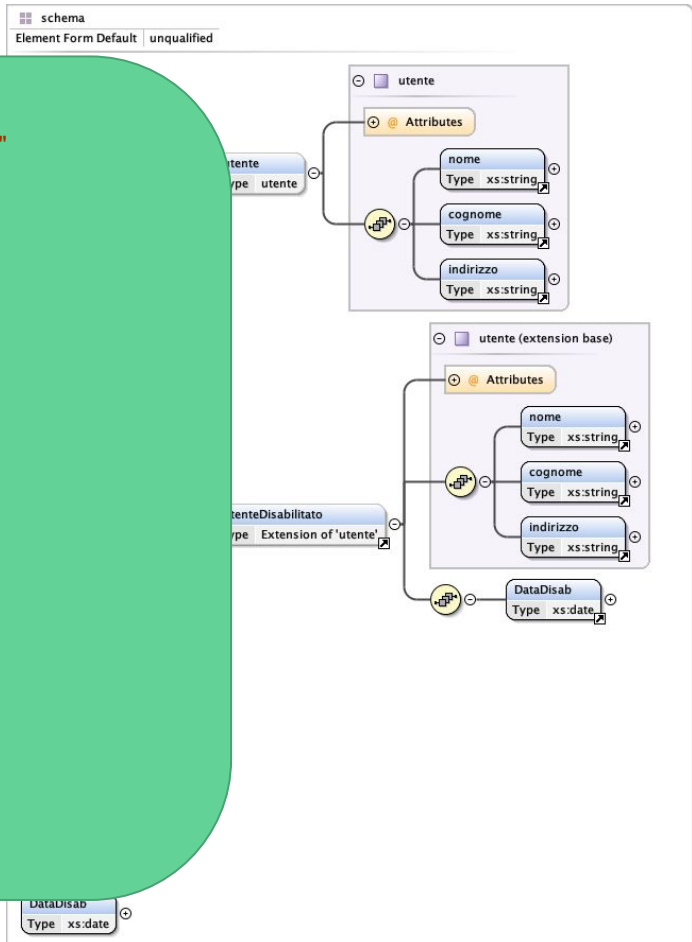 schema
Element Form Default unqualified
utente
@ Attributes
Type utente
nome
Type xs:string
cognome
Type xs:string
indirizzo
Type xs:string
utente (extension base)
@ Attributes
nome
Type xs:string
cognome
Type xs:string
indirizzo
Type xs:string
tenteDisabilitato
ype Extension of 'utente'
DataDisab
Type xs:date
DataDisab
Type xs:date